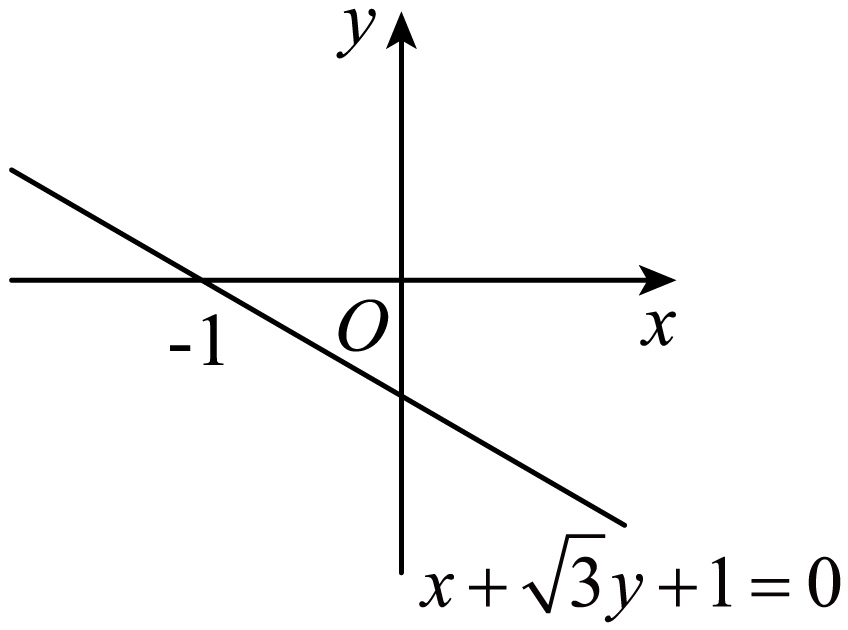 y
-1
O
x
x + √3y + 1 = 0